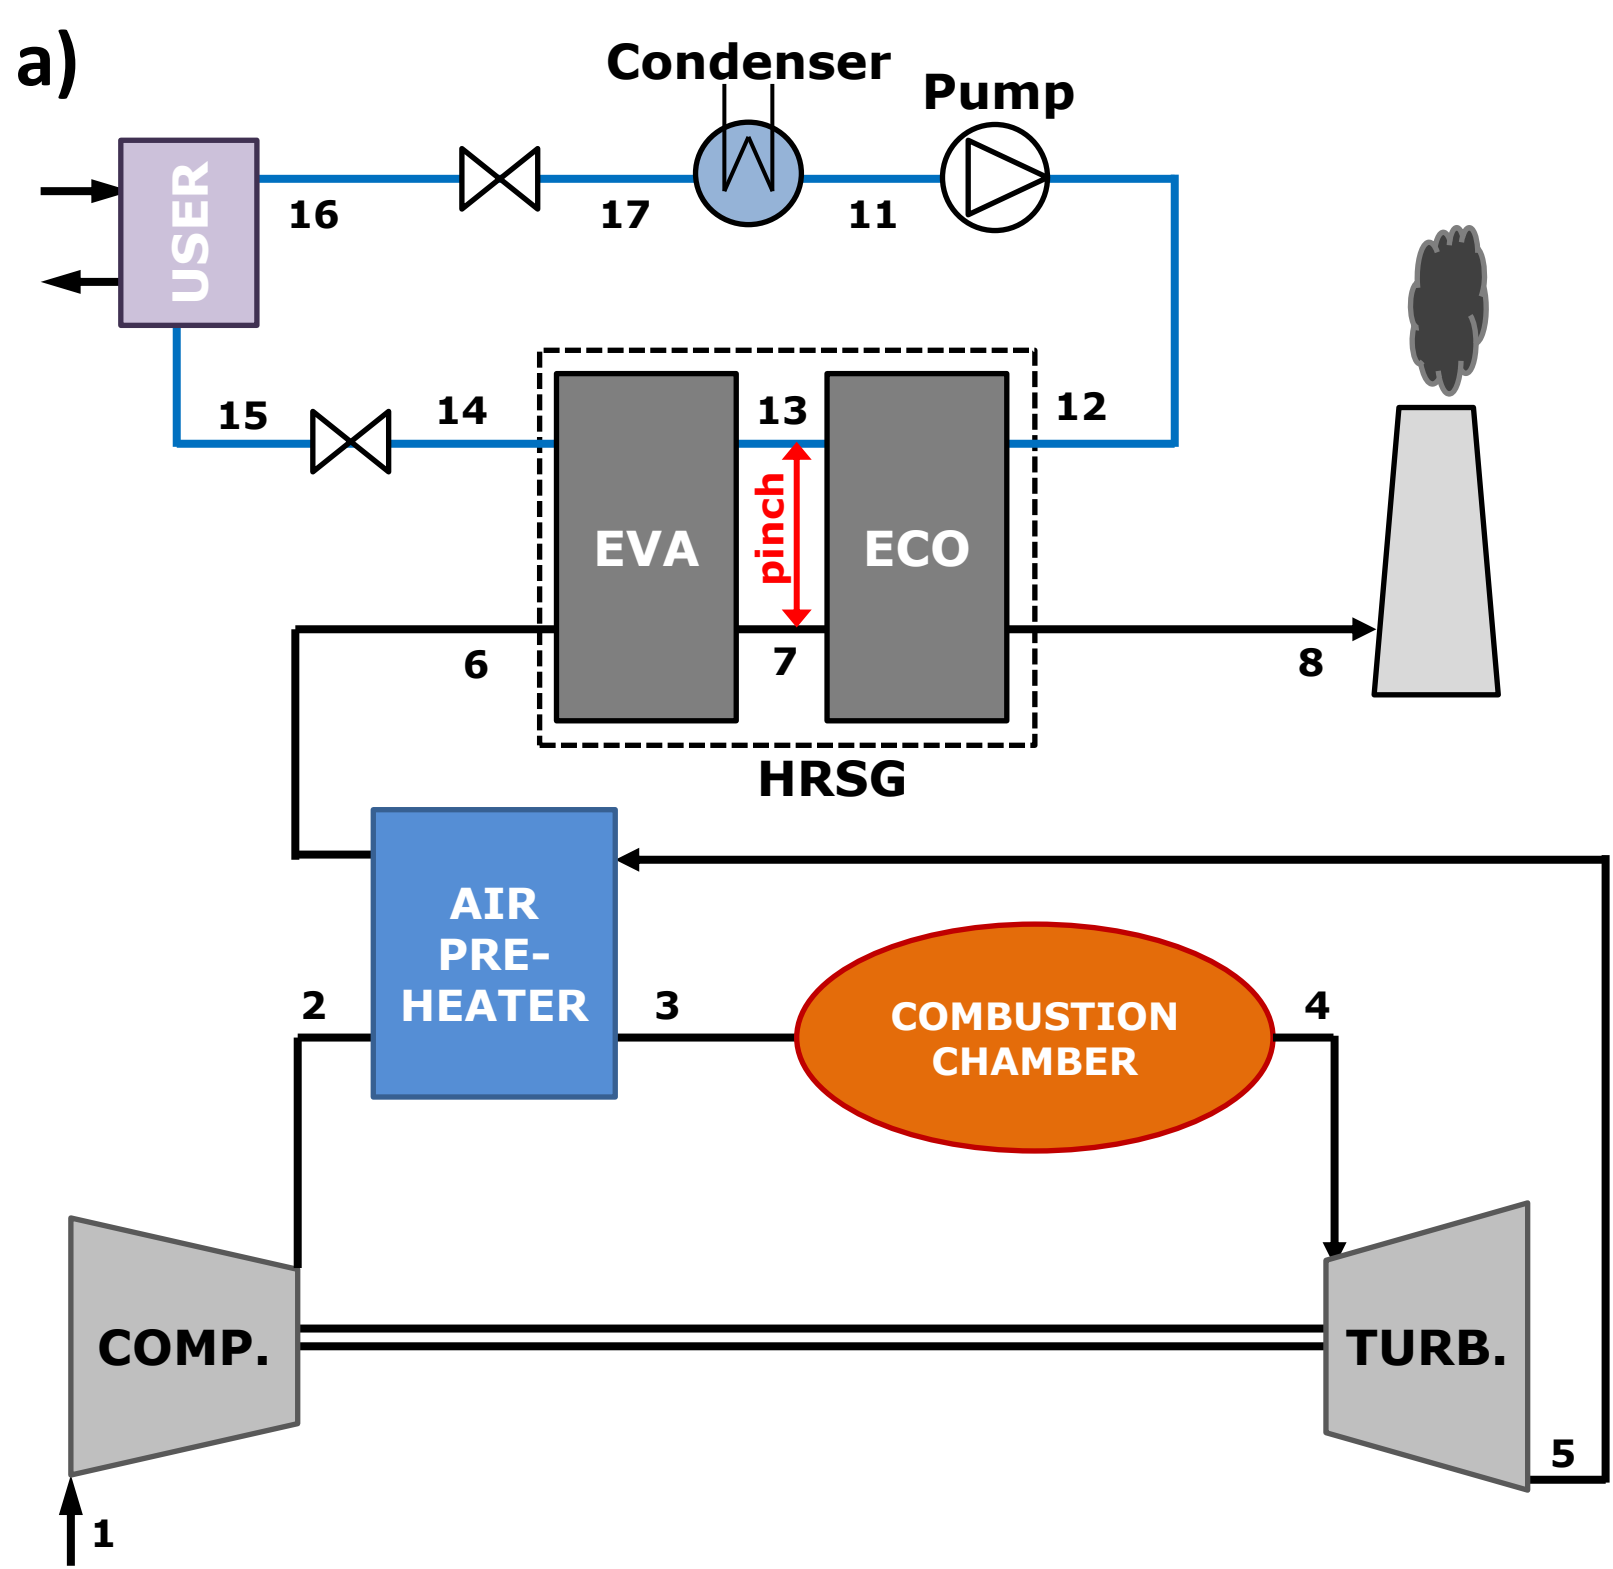 a)
Condenser
Pump
USER
16
17
11
15
14
13
12
pinch
EVA
ECO
6
7
8
HRSG
AIR
PRE-
HEATER
2
3
COMBUSTION
CHAMBER
4
COMP.
TURB.
5
1